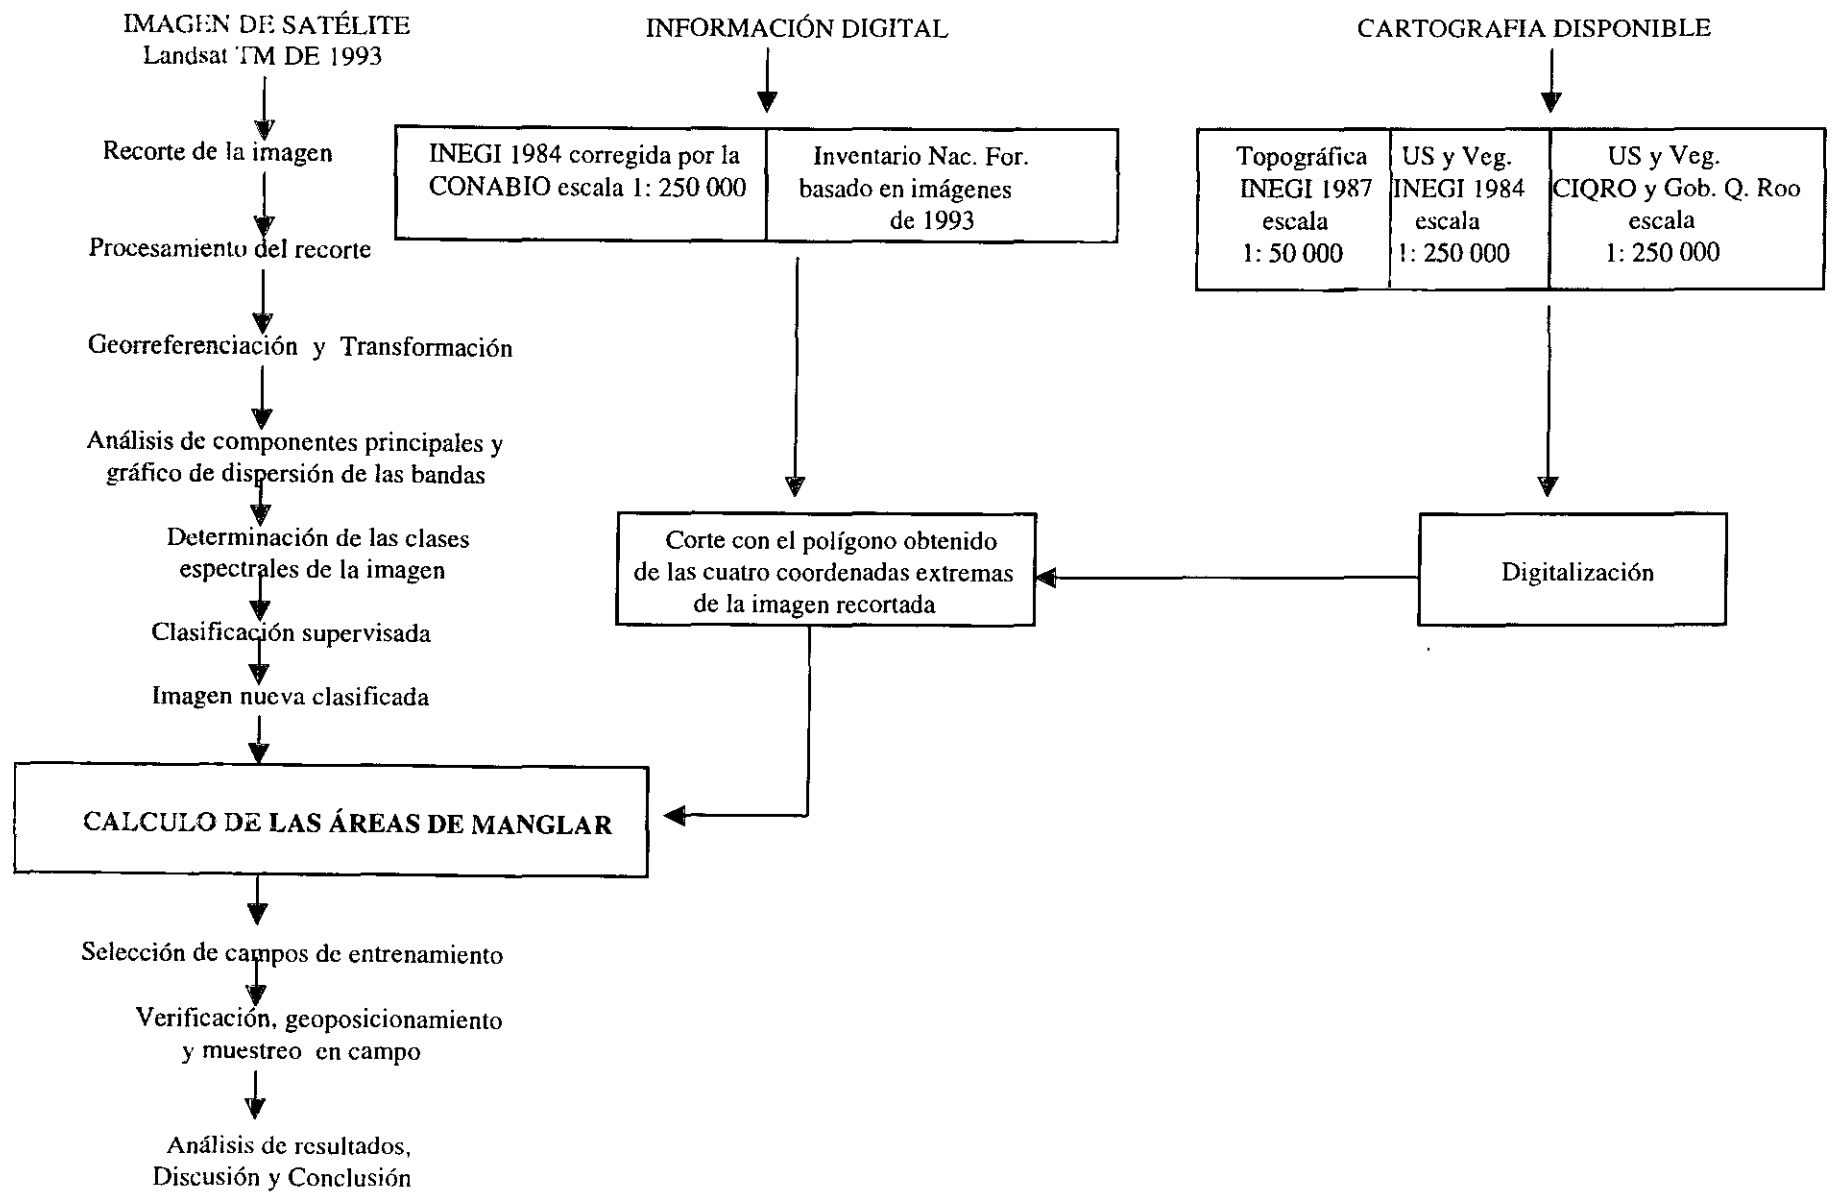 IMAGEN DE SATÉLITE
Landsat TM DE 1993
Recorte de la imagen
Procesamiento del recorte
Georreferenciación y Transformación
Análisis de componentes principales y
gráfico de dispersión de las bandas
Determinación de las clases
espectrales de la imagen
Clasificación supervisada
Imagen nueva clasificada
CALCULO DE LAS ÁREAS DE MANGLAR
Selección de campos de entrenamiento
Verificación, geoposicionamiento
y muestreo en campo
Análisis de resultados,
Discusión y Conclusión
INFORMACIÓN DIGITAL
INEGI 1984 corregida por la
CONABIO escala 1: 250 000
Inventario Nac. For.
basado en imágenes
de 1993
Corte con el polígono obtenido
de las cuatro coordenadas extremas
de la imagen recortada
CARTOGRAFIA DISPONIBLE
Topográfica
INEGI 1987
escala
1: 50 000
US y Veg.
INEGI 1984
escala
1: 250 000
US y Veg.
CIQRO y Gob. Q. Roo
escala
1: 250 000
Digitalización